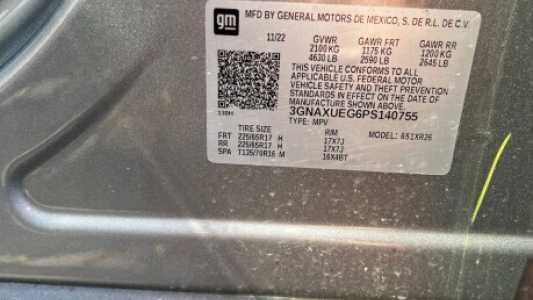 gm MFD BY GENERAL MOTORS DE MEXICO, S. DE R.L. DE C.V.
11/22 GVWR GAWR FRT GAWR RR
2100 KG 1175 KG 1200 KG
4630 LB 2590 LB 2645 LB
THIS VEHICLE CONFORMS TO ALL
APPLICABLE U.S. FEDERAL MOTOR
VEHICLE SAFETY AND THEFT PREVENTION
STANDARDS IN EFFECT ON THE DATE OF
MANUFACTURE SHOWN ABOVE.
3GNAXUEG6PS140755
TYPE: MPV MODEL: 651XR26
TIRE SIZE RIM
FRT 225/65R17 H 17X7J
RR 225/65R17 H 17X7J
SPA T125/70R16 M 16X4BT